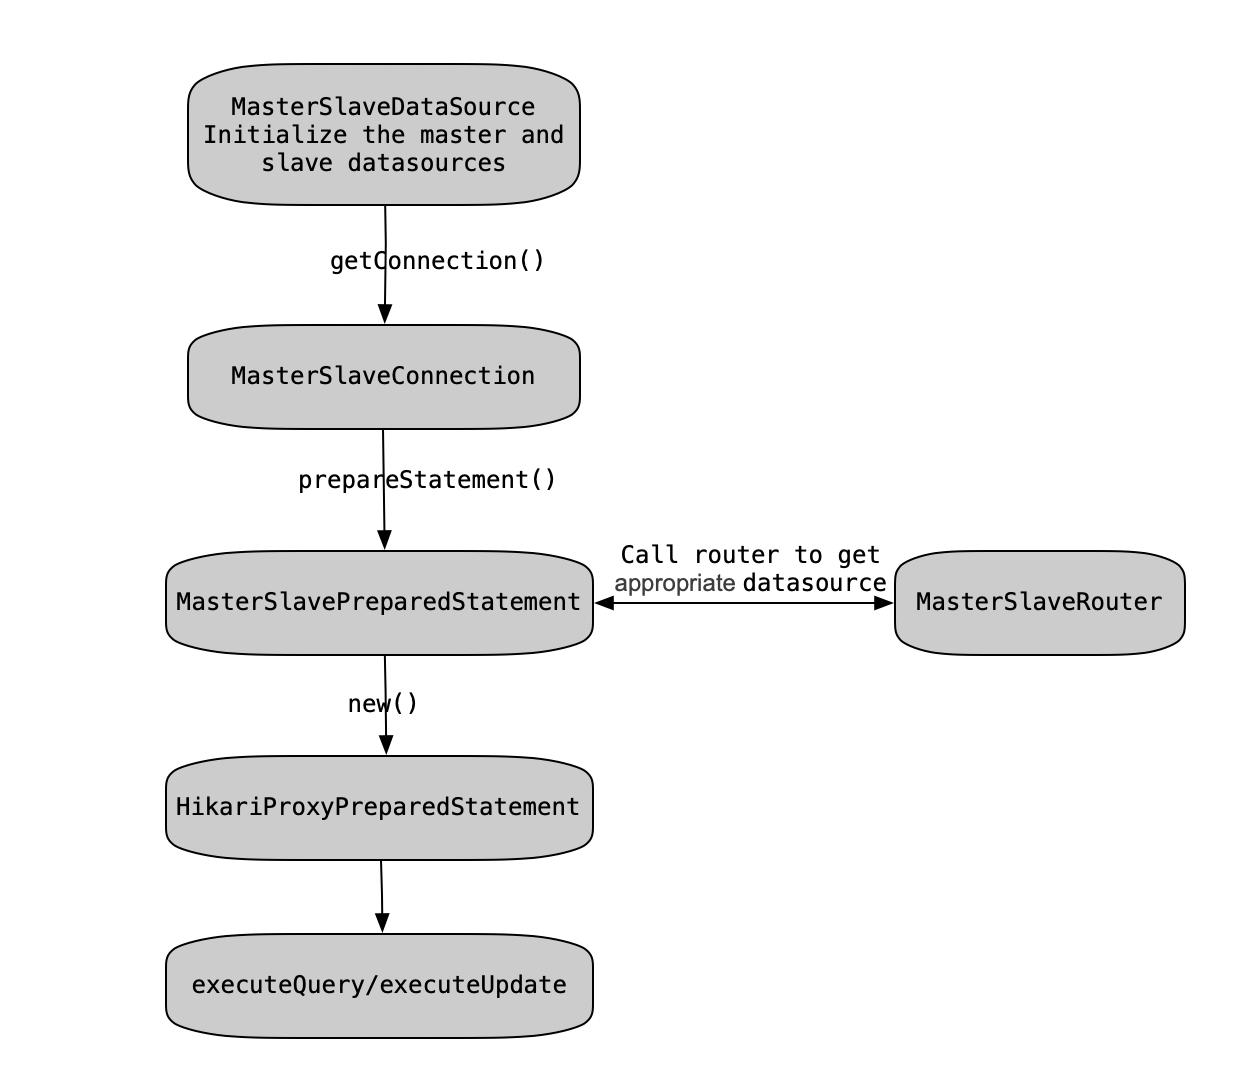 MasterSlaveDataSource
Initialize the master and
slave datasources
getConnection()
MasterSlaveConnection
prepareStatement()
Call router to get
appropriate datasource
MasterSlavePreparedStatement
MasterSlaveRouter
new()
HikariProxyPreparedStatement
executeQuery/executeUpdate